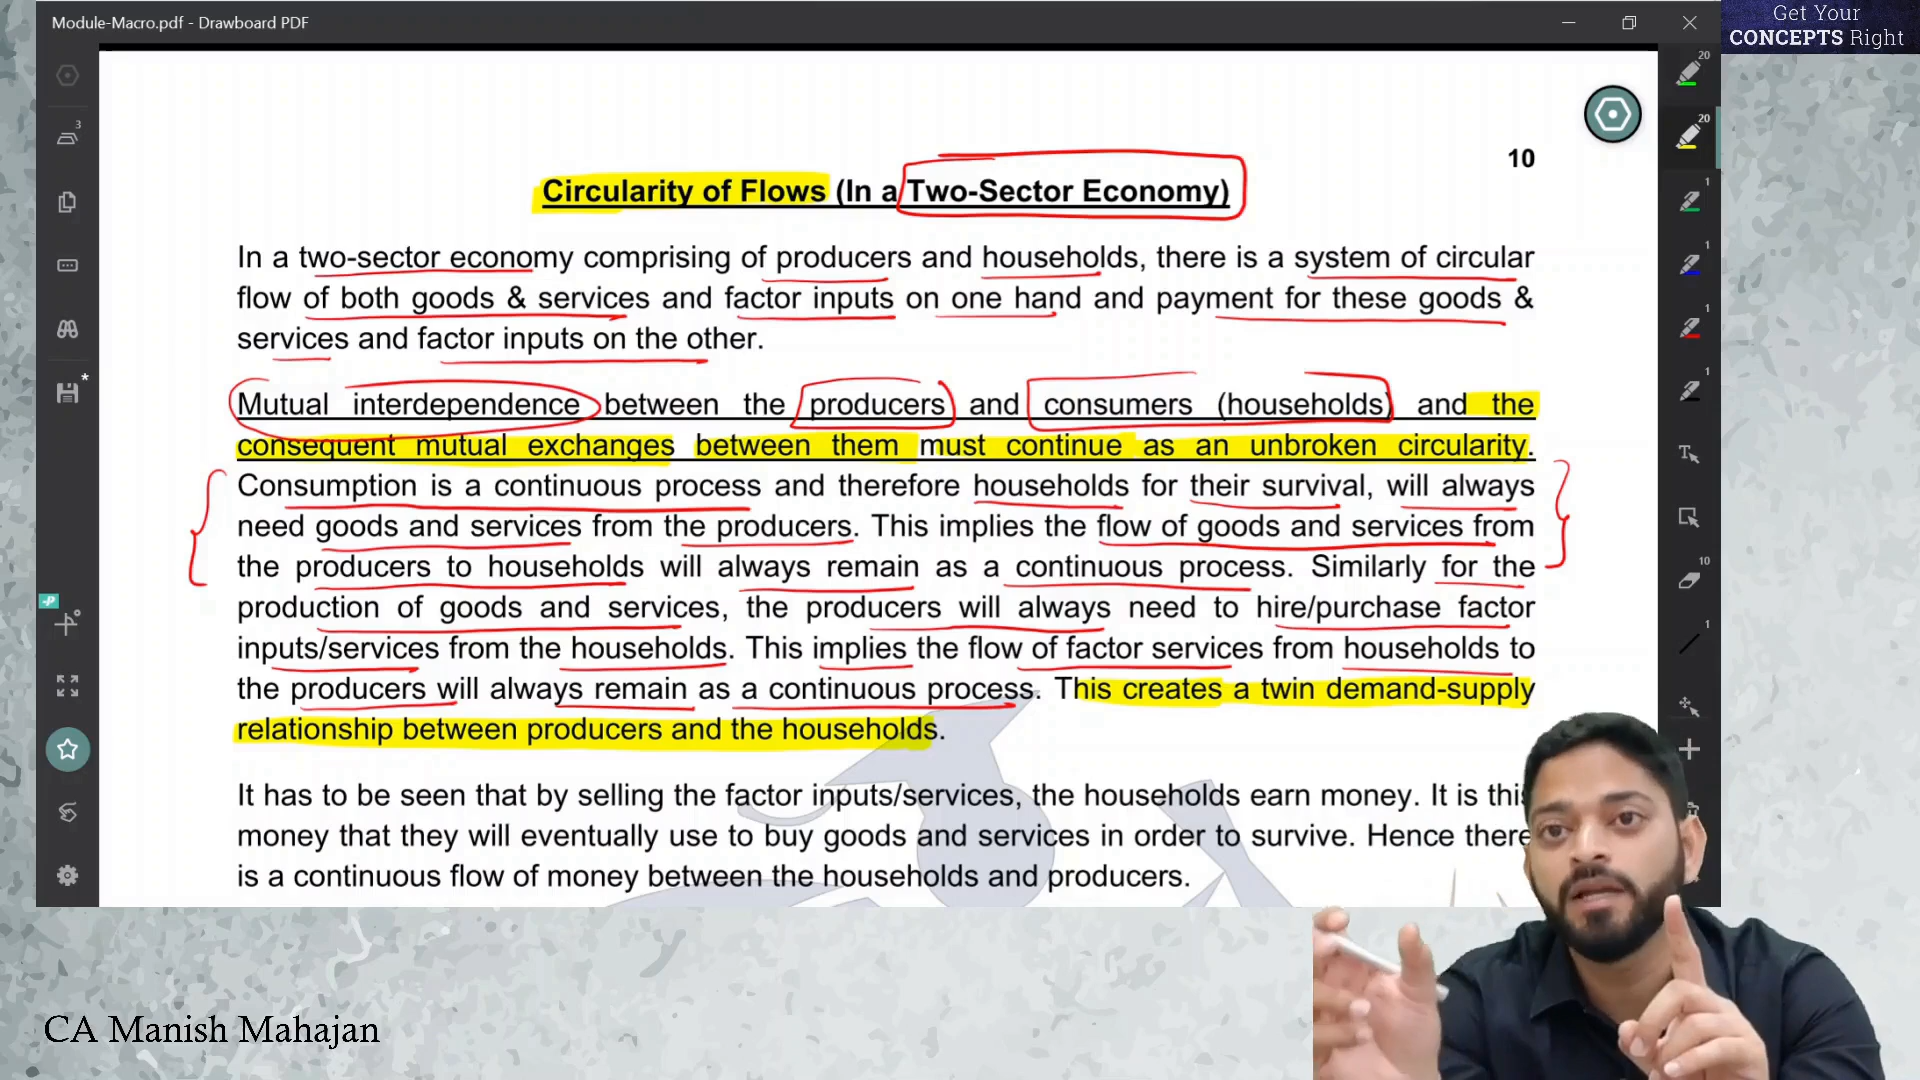 Module-Macro.pdf - Drawboard PDF
Get Your
CONCEPTS Right
10
Circularity of Flows (In a Two-Sector Economy)
In a two-sector economy comprising of producers and households, there is a system of circular
flow of both goods & services and factor inputs on one hand and payment for these goods &
services and factor inputs on the other.
Mutual interdependence between the producers and consumers (households) and the
consequent mutual exchanges between them must continue as an unbroken circularity.
Consumption is a continuous process and therefore households for their survival, will always
need goods and services from the producers. This implies the flow of goods and services from
the producers to households will always remain as a continuous process. Similarly for the
production of goods and services, the producers will always need to hire/purchase factor
inputs/services from the households. This implies the flow of factor services from households to
the producers will always remain as a continuous process. This creates a twin demand-supply
relationship between producers and the households.
It has to be seen that by selling the factor inputs/services, the households earn money. It is this
money that they will eventually use to buy goods and services in order to survive. Hence there
is a continuous flow of money between the households and producers.
3
P
20
20
1
1
1
1
10
1
CA Manish Mahajan